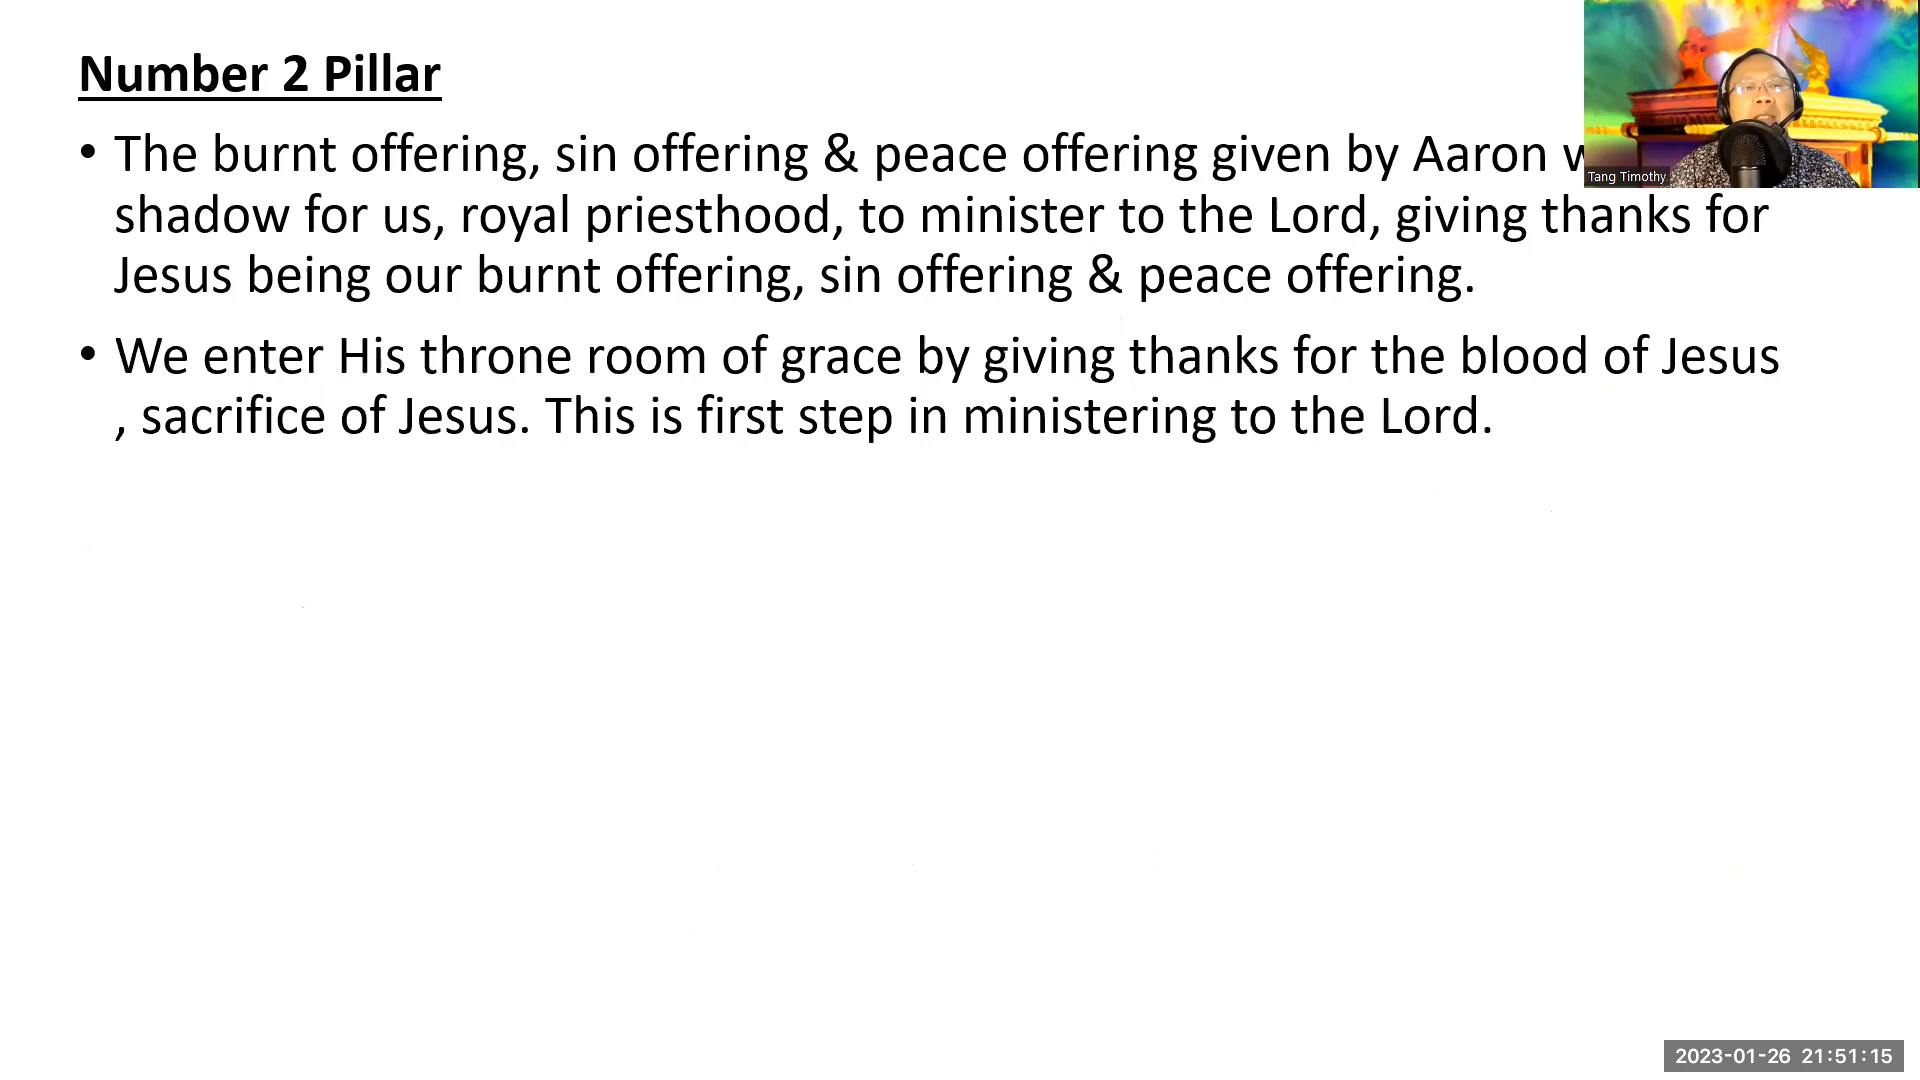 Number 2 Pillar
• The burnt offering, sin offering & peace offering given by Aaron
shadow for us, royal priesthood, to minister to the Lord, giving thanks for
Jesus being our burnt offering, sin offering & peace offering.
• We enter His throne room of grace by giving thanks for the blood of Jesus
, sacrifice of Jesus. This is first step in ministering to the Lord.
Tang Timothy
2023-01-26 21:51:15